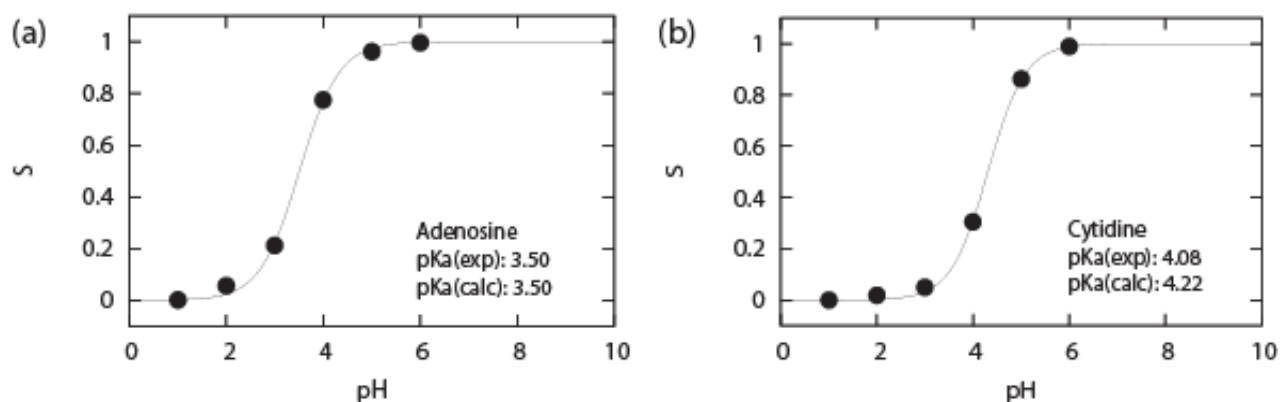 (a)
1
0.8
0.6
0.4
0.2
0
S
Adenosine
pKa(exp): 3.50
pKa(calc): 3.50
0 2 4 6 8 10
pH
(b)
1
0.8
0.6
0.4
0.2
0
S
Cytidine
pKa(exp): 4.08
pKa(calc): 4.22
0 2 4 6 8 10
pH